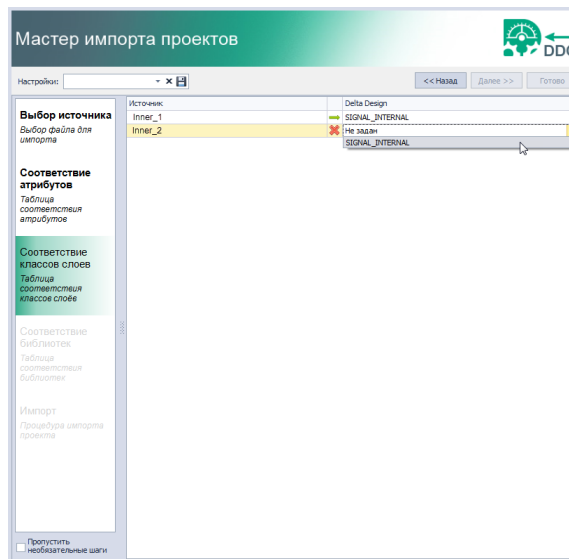 Мастер импорта проектов
DDC
Настройки:
<< Назад
Далее >>
Готово
Выбор источника
Выбор файла для
импорта
Соответствие
атрибутов
Таблица
соответствия
атрибутов
Соответствие
классов слоев
Таблица
соответствия
классов слоёв
Соответствие
библиотек
Таблица
соответствия
библиотек
Импорт
Процедура импорта
проекта
Пропустить
необязательные шаги
Источник
Delta Design
Inner_1
SIGNAL_INTERNAL
Inner_2
Не задан
SIGNAL_INTERNAL